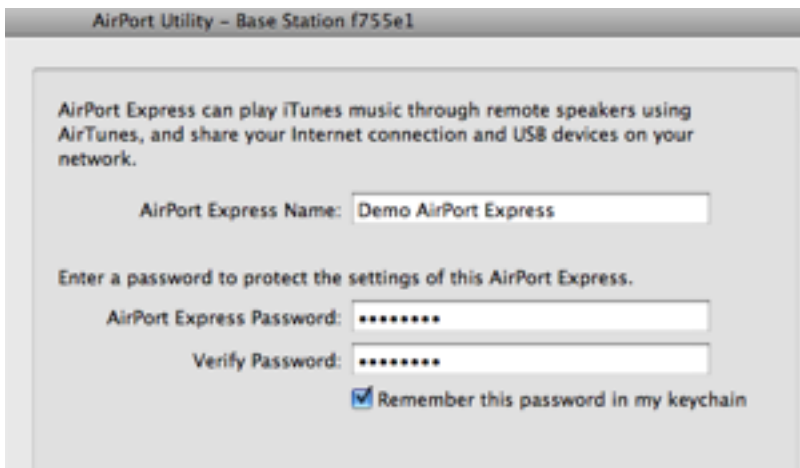 AirPort Utility – Base Station f755e1
AirPort Express can play iTunes music through remote speakers using
AirTunes, and share your Internet connection and USB devices on your
network.
AirPort Express Name: Demo AirPort Express
Enter a password to protect the settings of this AirPort Express.
AirPort Express Password: ••••••••
Verify Password: ••••••••
Remember this password in my keychain